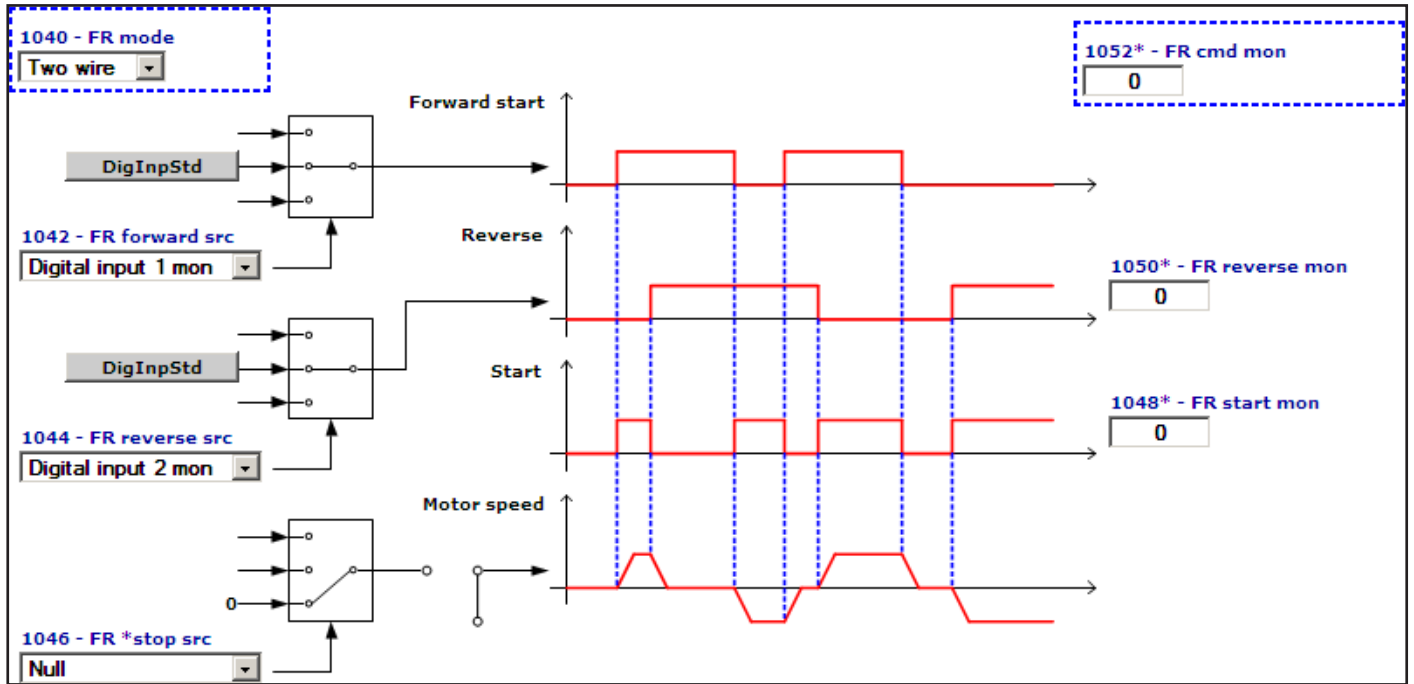 1040 - FR mode
Two wire
1052* - FR cmd mon
0
Forward start
DigInpStd
1042 - FR forward src
Digital input 1 mon
Reverse
1050* - FR reverse mon
0
DigInpStd
Start
1048* - FR start mon
0
1044 - FR reverse src
Digital input 2 mon
Motor speed
0
1046 - FR *stop src
Null